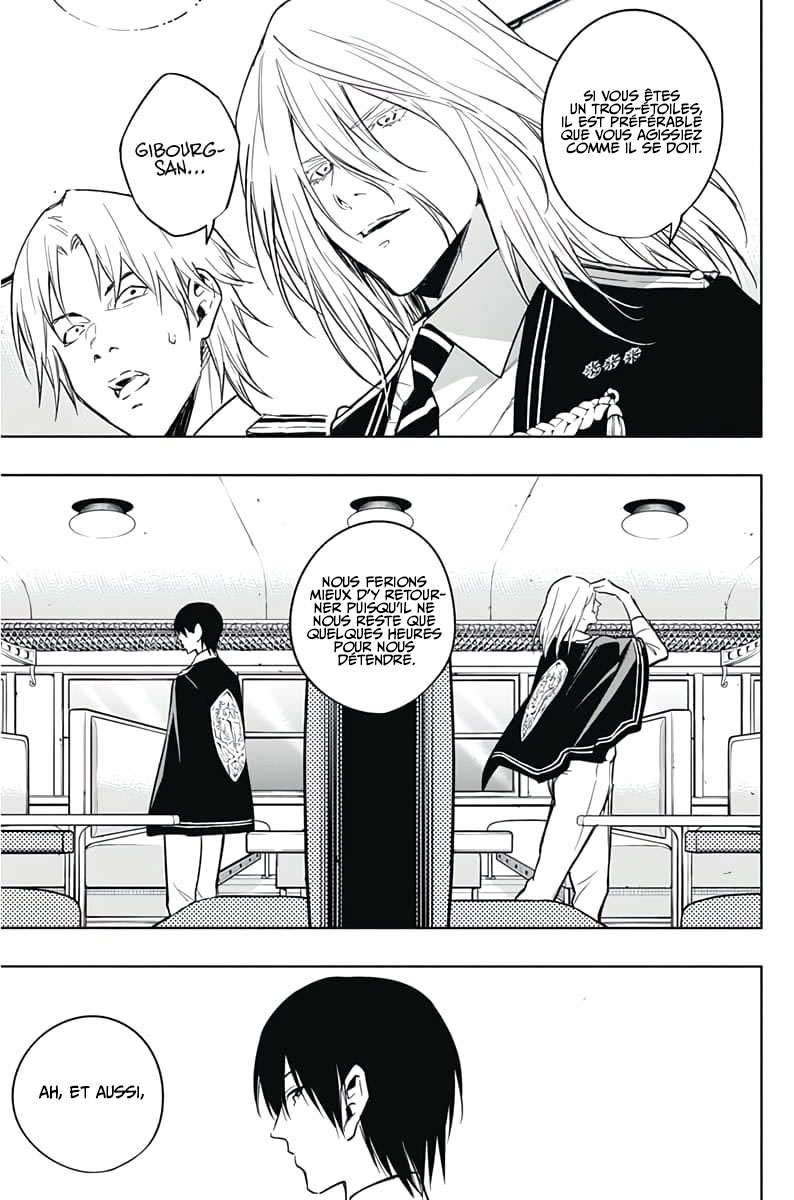 SI VOUS ÊTES
UN TROIS-ÉTOILES,
IL EST PRÉFÉRABLE
QUE VOUS AGISSIEZ
COMME IL SE DOIT.
GIBOURG-
SAN...
NOUS FERIONS
MIEUX D'Y RETOUR-
NER PUISQU'IL NE
NOUS RESTE QUE
QUELQUES HEURES
POUR NOUS
DÉTENDRE.
AH, ET AUSSI,